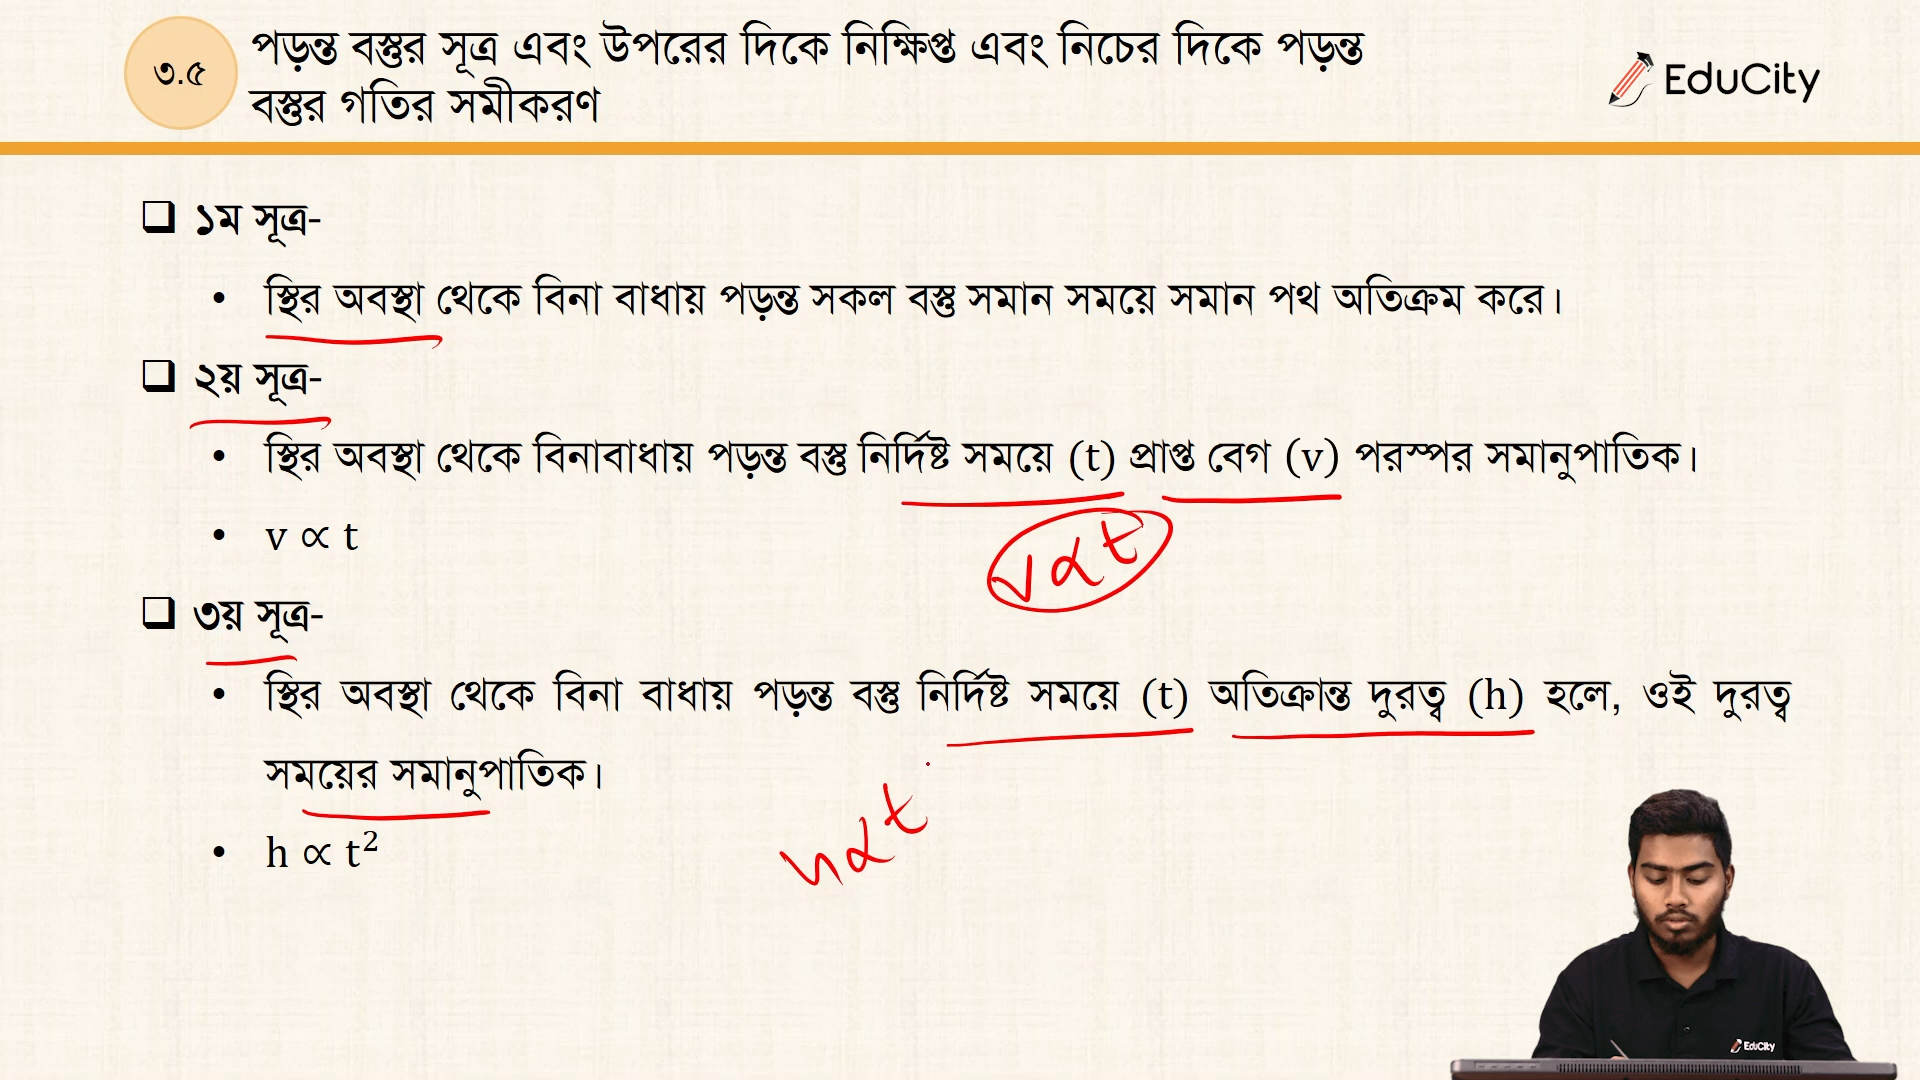 ৩.৫
পড়ন্ত বস্তুর সূত্র এবং উপরের দিকে নিক্ষিপ্ত এবং নিচের দিকে পড়ন্ত
বস্তুর গতির সমীকরণ
EduCity
❑ ১ম সূত্র-
• স্থির অবস্থা থেকে বিনা বাধায় পড়ন্ত সকল বস্তু সমান সময়ে সমান পথ অতিক্রম করে।
❑ ২য় সূত্র-
• স্থির অবস্থা থেকে বিনাবাধায় পড়ন্ত বস্তু নির্দিষ্ট সময়ে (t) প্রাপ্ত বেগ (v) পরস্পর সমানুপাতিক।
• v ∝ t
v ∝ t
❑ ৩য় সূত্র-
• স্থির অবস্থা থেকে বিনা বাধায় পড়ন্ত বস্তু নির্দিষ্ট সময়ে (t) অতিক্রান্ত দুরত্ব (h) হলে, ওই দুরত্ব
সময়ের সমানুপাতিক।
• h ∝ t²
h ∝ t
EduCity